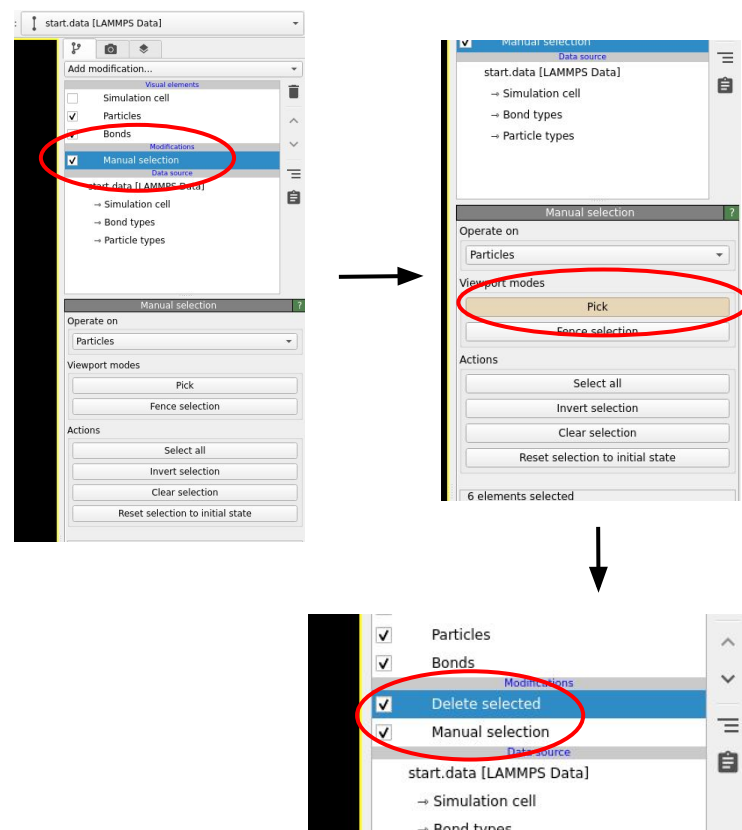 : start.data [LAMMPS Data]
Add modification...
Visual elements
Simulation cell
Particles
Bonds
Modifications
Manual selection
Data source
start.data [LAMMPS Data]
→ Simulation cell
→ Bond types
→ Particle types
Manual selection ?
Operate on
Particles
Viewport modes
Pick
Fence selection
Actions
Select all
Invert selection
Clear selection
Reset selection to initial state
Manual selection
Data source
start.data [LAMMPS Data]
→ Simulation cell
→ Bond types
→ Particle types
Manual selection ?
Operate on
Particles
Viewport modes
Pick
Fence selection
Actions
Select all
Invert selection
Clear selection
Reset selection to initial state
6 elements selected
Particles
Bonds
Modifications
Delete selected
Manual selection
Data source
start.data [LAMMPS Data]
→ Simulation cell
→ Bond types